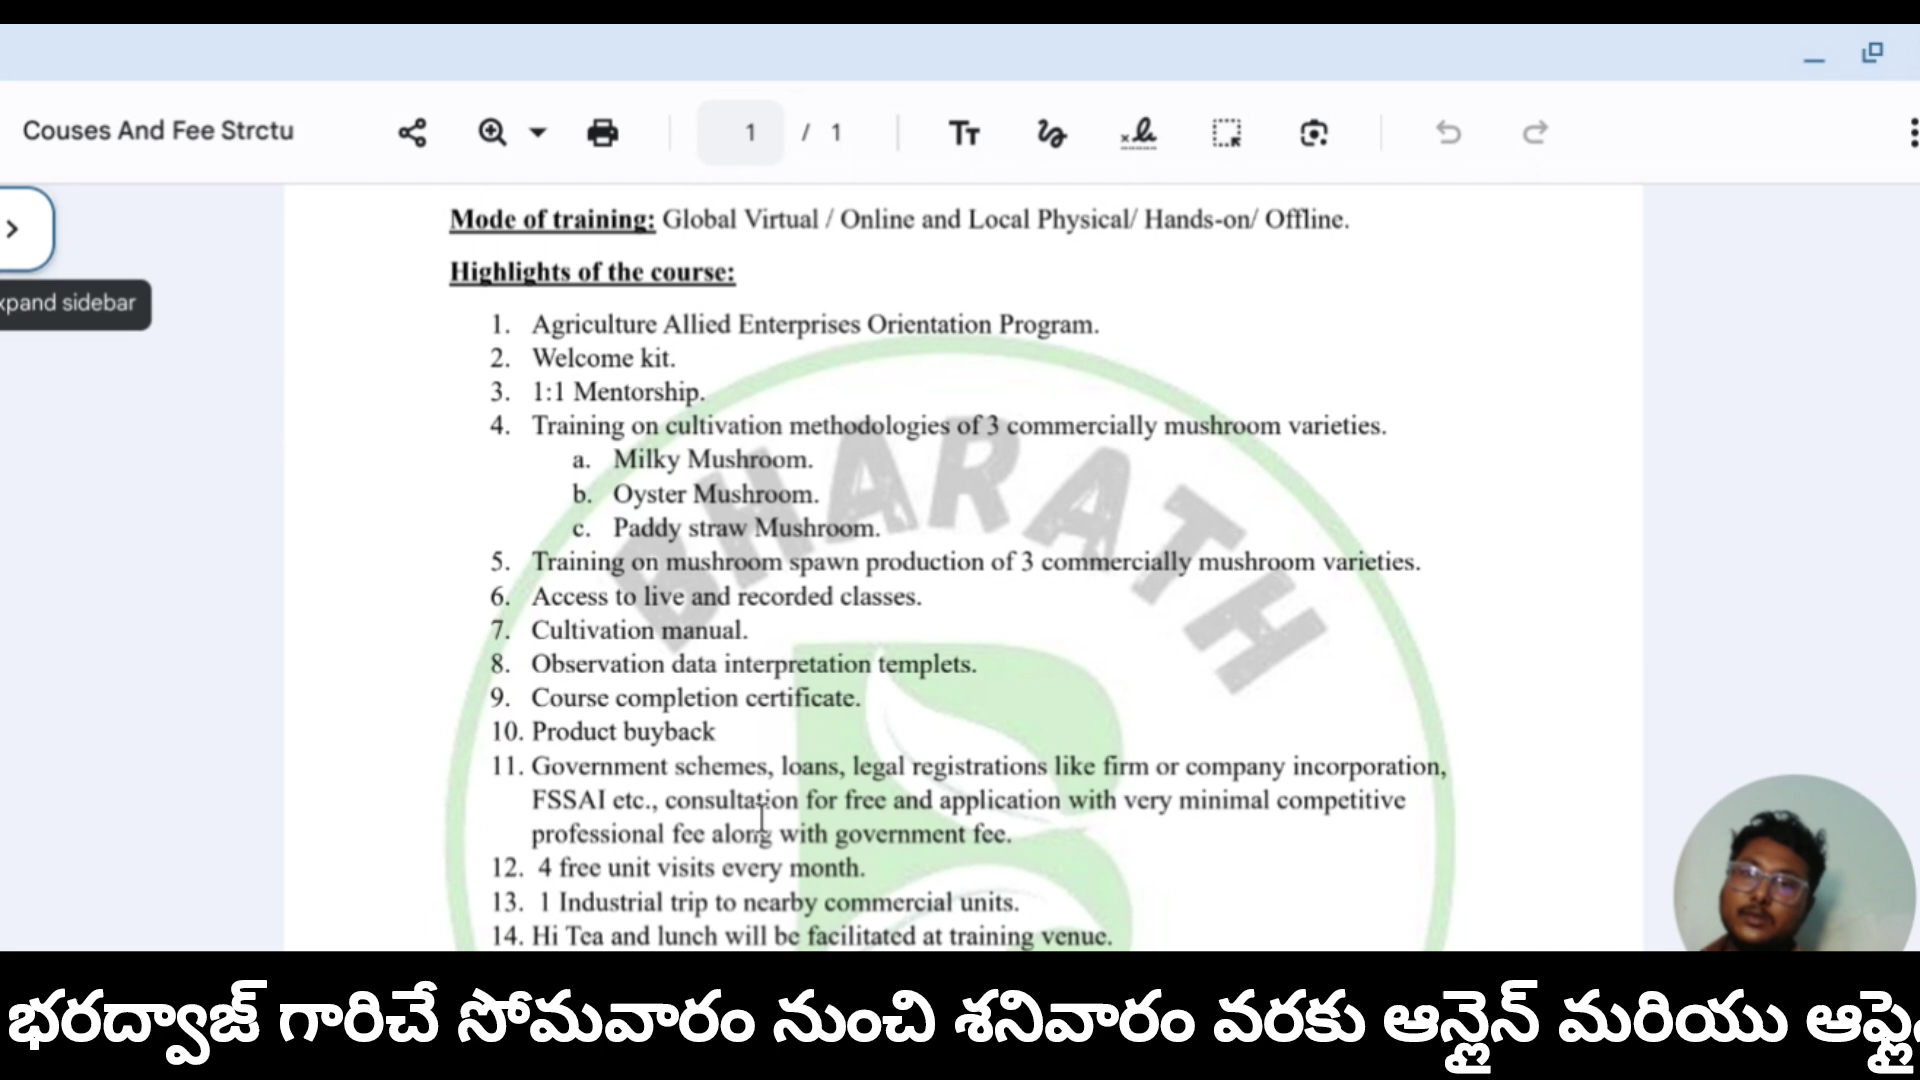 Couses And Fee Strctu
1 / 1
xpand sidebar
Mode of training: Global Virtual / Online and Local Physical/ Hands-on/ Offline.
Highlights of the course:
1. Agriculture Allied Enterprises Orientation Program.
2. Welcome kit.
3. 1:1 Mentorship.
4. Training on cultivation methodologies of 3 commercially mushroom varieties.
a. Milky Mushroom.
b. Oyster Mushroom.
c. Paddy straw Mushroom.
5. Training on mushroom spawn production of 3 commercially mushroom varieties.
6. Access to live and recorded classes.
7. Cultivation manual.
8. Observation data interpretation templets.
9. Course completion certificate.
10. Product buyback
11. Government schemes, loans, legal registrations like firm or company incorporation,
FSSAI etc., consultation for free and application with very minimal competitive
professional fee along with government fee.
12. 4 free unit visits every month.
13. 1 Industrial trip to nearby commercial units.
14. Hi Tea and lunch will be facilitated at training venue.
BHARATH
భరద్వాజ్ గారిచే సోమవారం నుంచి శనివారం వరకు ఆన్లైన్ మరియు